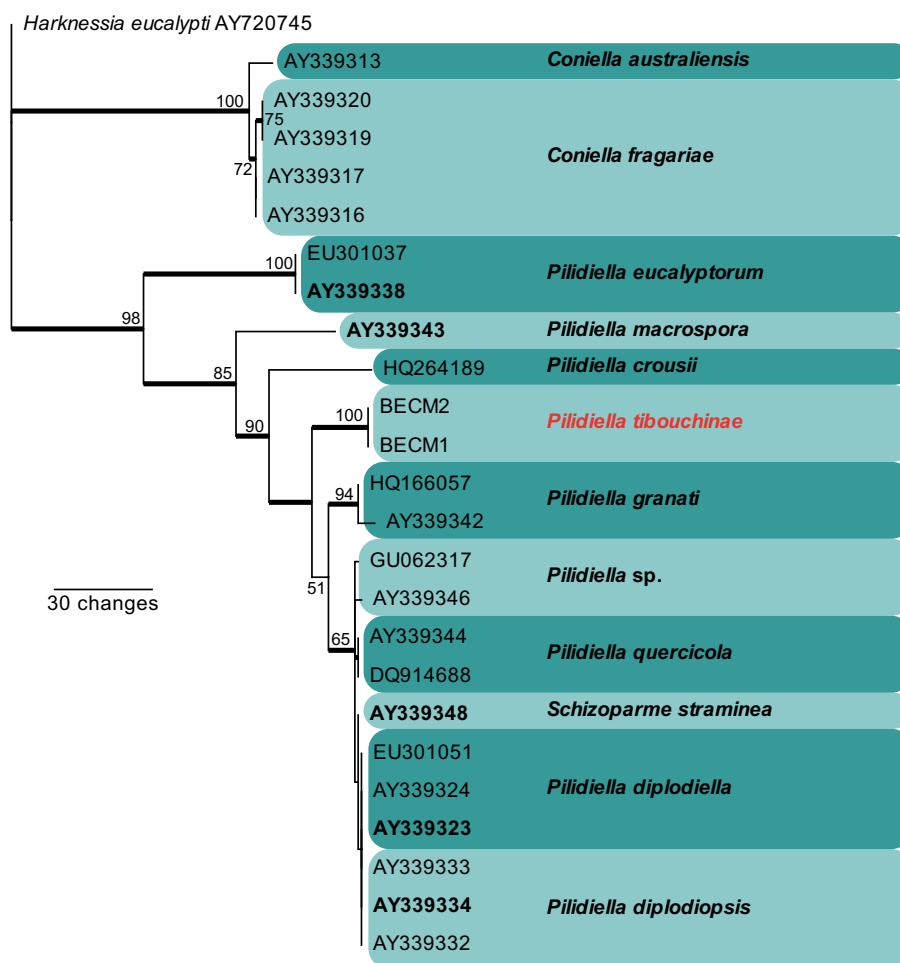 Harknessia eucalypti AY720745
AY339313 Coniella australiensis
100
AY339320
75
AY339319
Coniella fragariae
72
AY339317
AY339316
EU301037
100
Pilidiella eucalyptorum
AY339338
98
AY339343 Pilidiella macrospora
85
HQ264189 Pilidiella crousii
BECM2
100
Pilidiella tibouchinae
90
BECM1
HQ166057
94
Pilidiella granati
AY339342
GU062317
Pilidiella sp.
51
30 changes
AY339346
65
AY339344
Pilidiella quercicola
DQ914688
AY339348 Schizoparme straminea
EU301051
AY339324 Pilidiella diplodiella
AY339323
AY339333
AY339334 Pilidiella diplodiopsis
AY339332